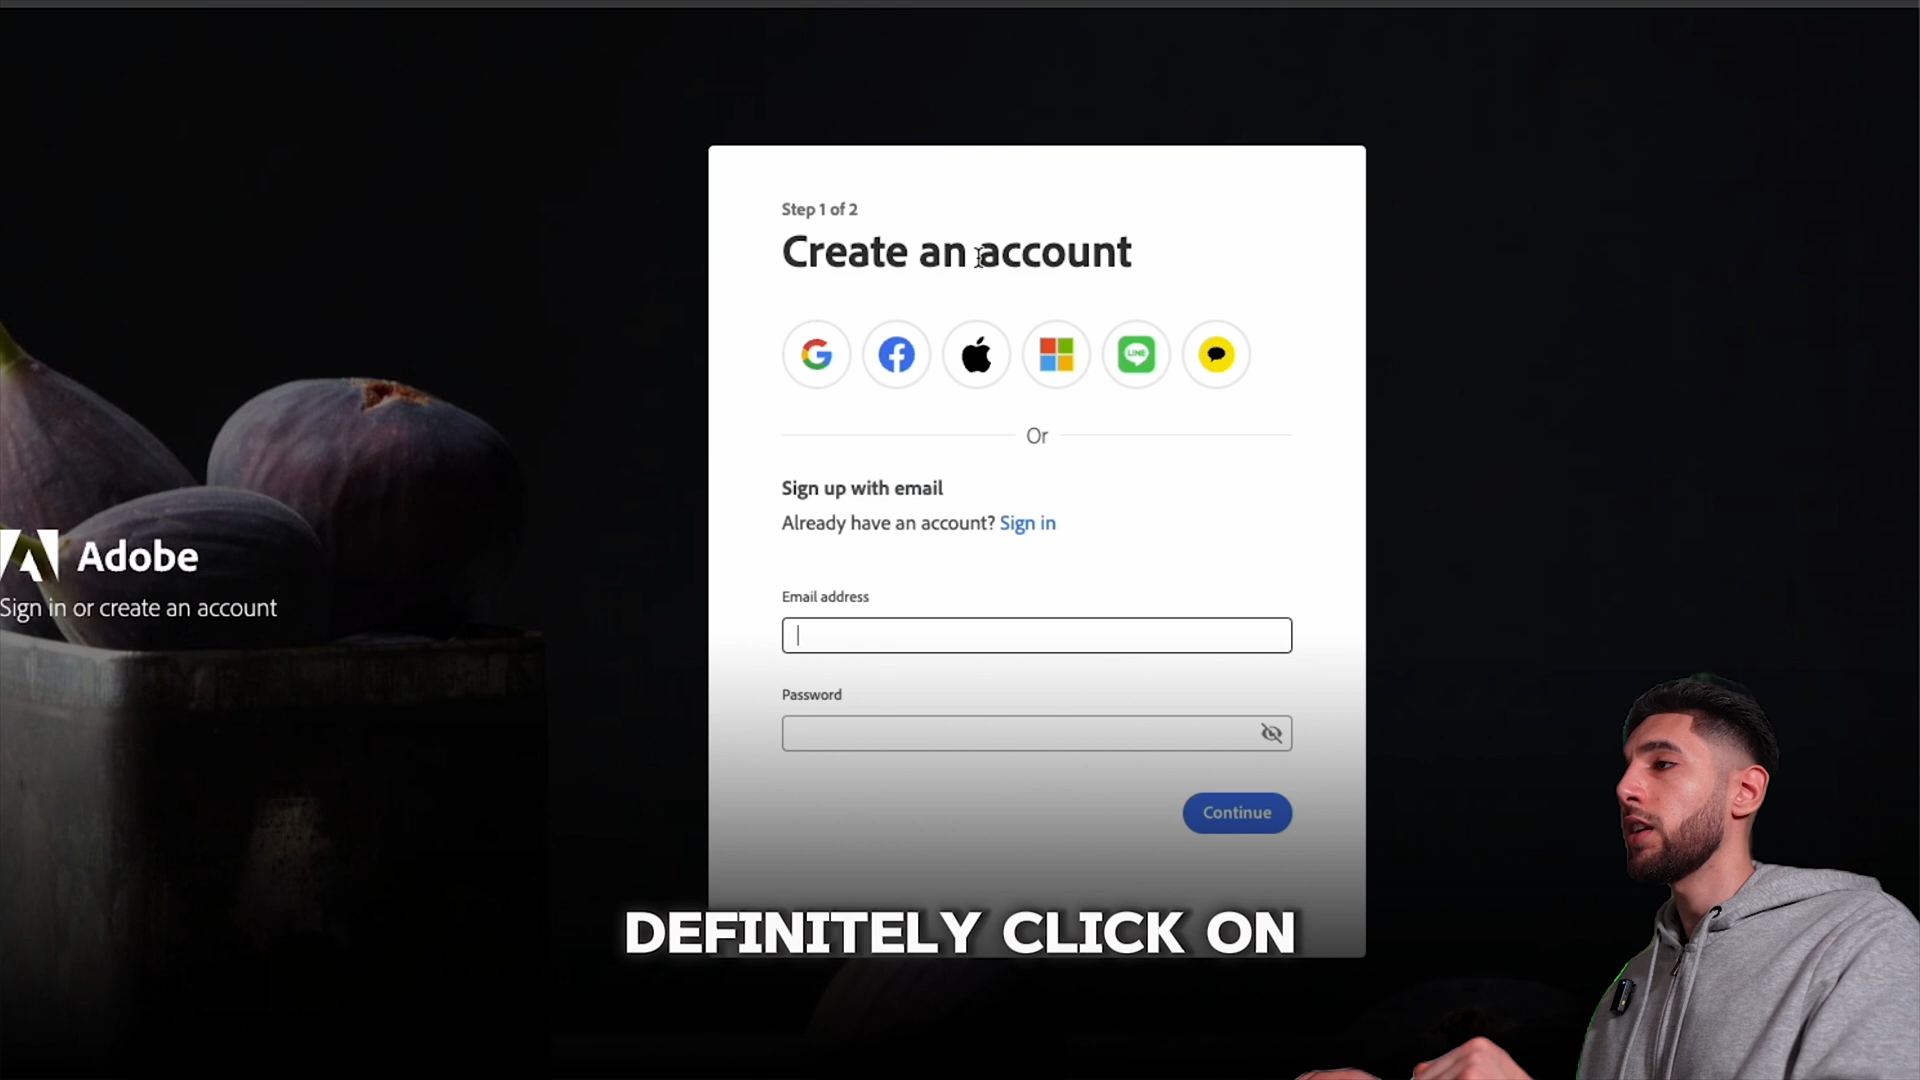 Step 1 of 2
Create an account
LINE
Or
Sign up with email
Already have an account? Sign in
Adobe
Sign in or create an account
Email address
Password
Continue
DEFINITELY CLICK ON